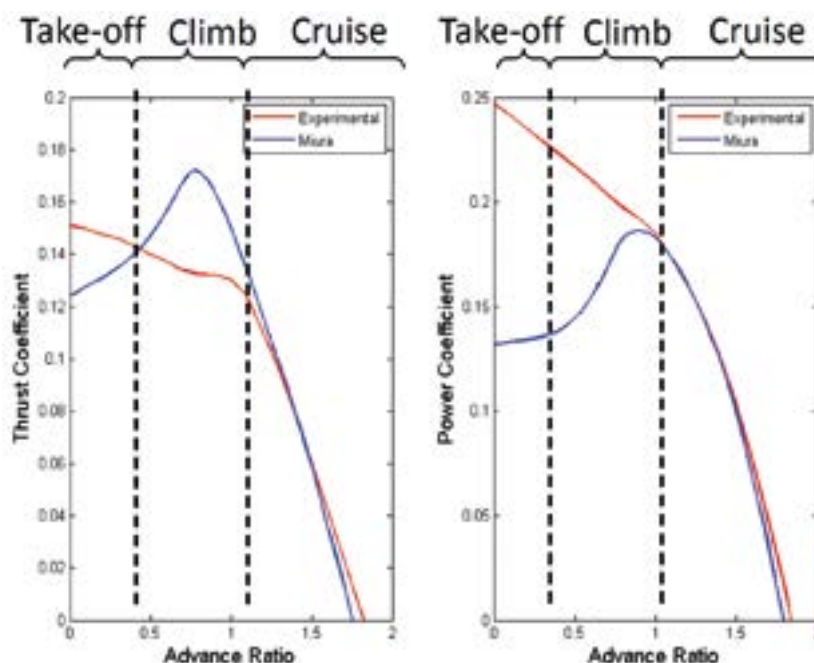 Take-off Climb Cruise
0.2
0.18
0.16
0.14
0.12
0.1
0.08
0.06
0.04
0.02
0
0 0.5 1 1.5 2
Thrust Coefficient
Advance Ratio
Experimental
Miura
Take-off Climb Cruise
0.25
0.2
0.15
0.1
0.05
0
0 0.5 1 1.5 2
Power Coefficient
Advance Ratio
Experimental
Miura